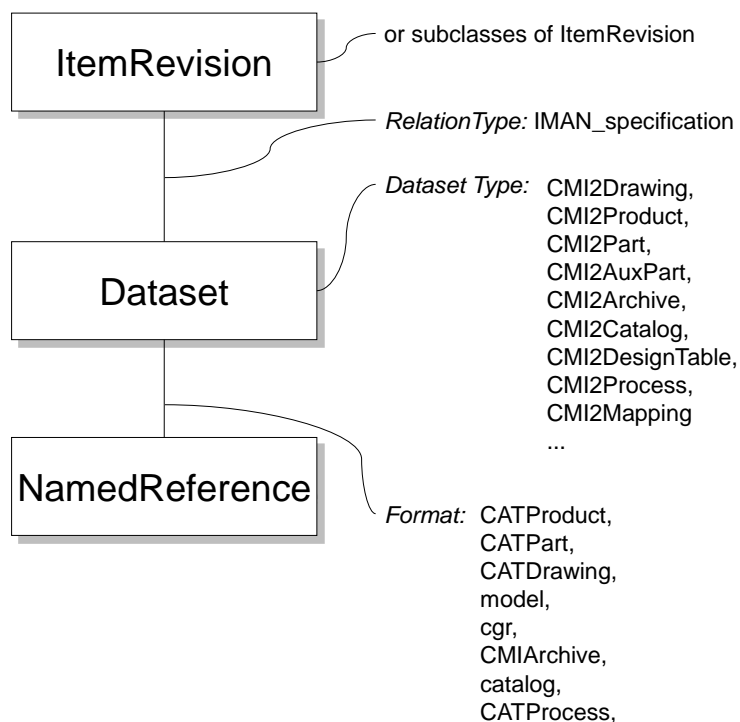 ItemRevision
or subclasses of ItemRevision
RelationType: IMAN_specification
Dataset Type: CMI2Drawing,
CMI2Product,
CMI2Part,
CMI2AuxPart,
CMI2Archive,
CMI2Catalog,
CMI2DesignTable,
CMI2Process,
CMI2Mapping
...
Dataset
NamedReference
Format: CATProduct,
CATPart,
CATDrawing,
model,
cgr,
CMIArchive,
catalog,
CATProcess,